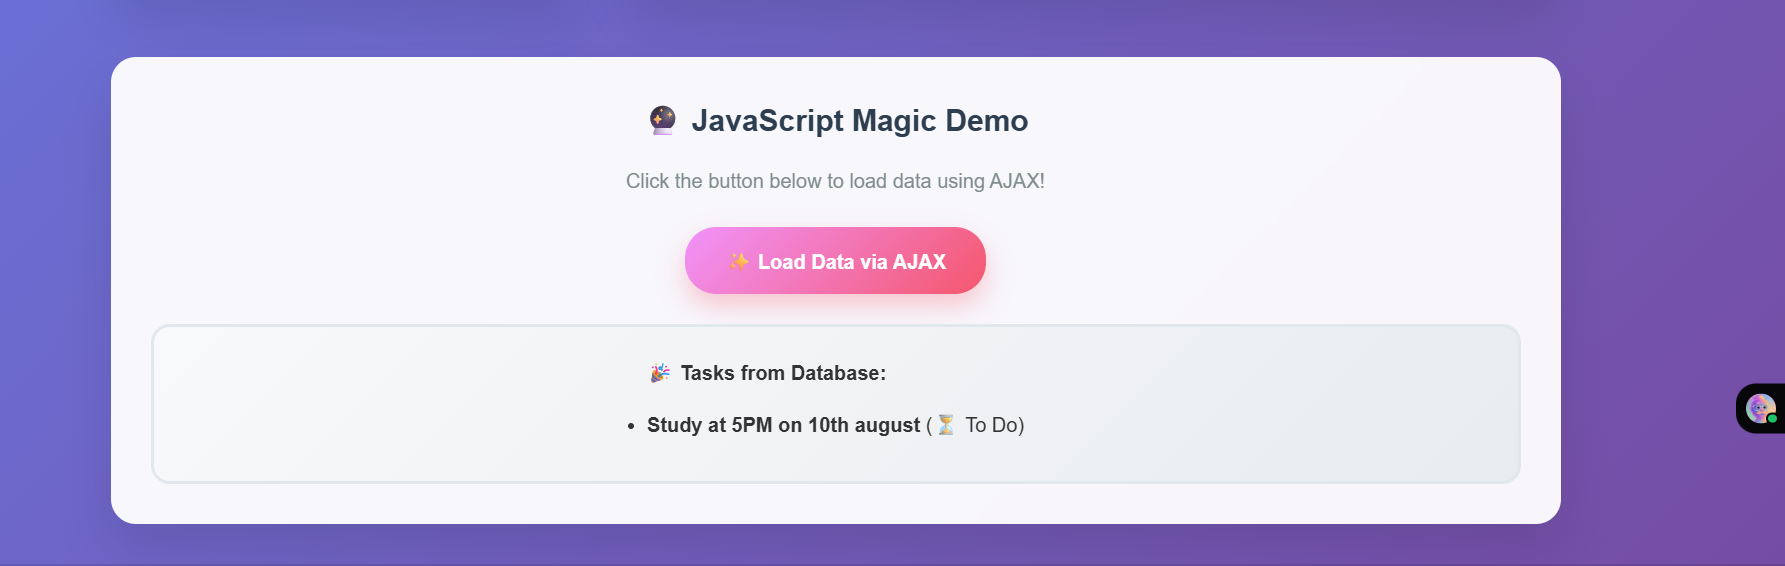 🔮 JavaScript Magic Demo
Click the button below to load data using AJAX!
✨ Load Data via AJAX
🎉 Tasks from Database:
• Study at 5PM on 10th august (⏳ To Do)